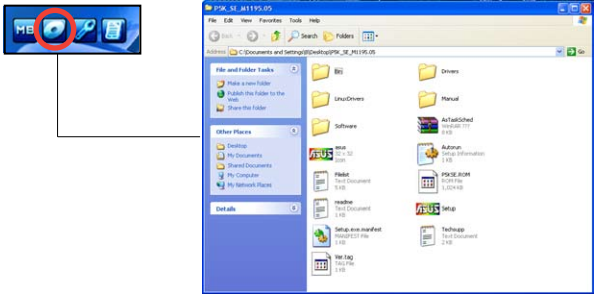 MB
P5K_SE_M1195.05
File Edit View Favorites Tools Help
Back Search Folders
Address C:\Documents and Settings\B\Desktop\P5K_SE_M1195.05 Go
File and Folder Tasks
Make a new folder
Publish this folder to the
Web
Share this folder
Other Places
Desktop
My Documents
Shared Documents
My Computer
My Network Places
Details
Bin
Drivers
LinuxDrivers
Manual
Software
AsTaskSched
WinRAR ???
8 KB
asus
32 x 32
Icon
Autorun
Setup Information
1 KB
Filelist
Text Document
5 KB
P5KSE.ROM
ROM File
1,024 KB
readme
Text Document
1 KB
Setup
Setup.exe.manifest
MANIFEST File
1 KB
Techsupp
Text Document
2 KB
Ver.tag
TAG File
1 KB